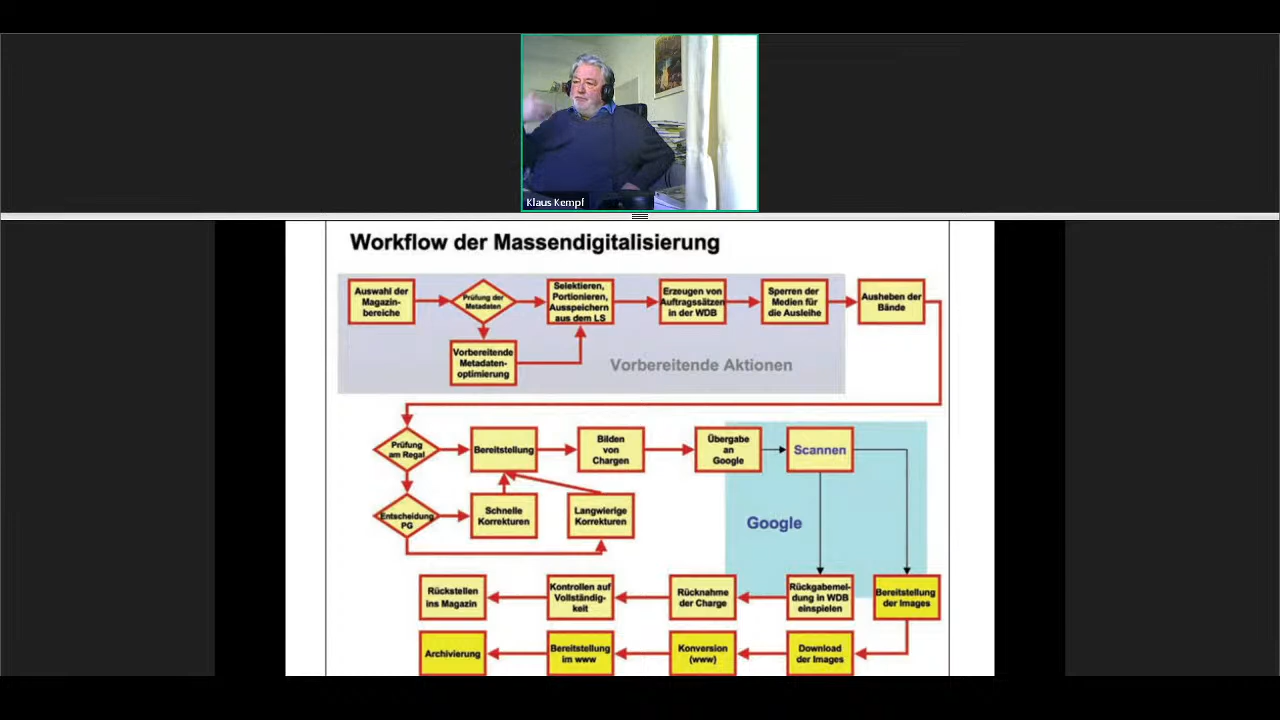 Klaus Kempf
Workflow der Massendigitalisierung
Auswahl der
Magazin-
bereiche
Prüfung der
Metadaten
Selektieren,
Portionieren,
Ausspeichern
aus dem LS
Erzeugen von
Auftragssätzen
in der WDB
Sperren der
Medien für
die Ausleihe
Ausheben der
Bände
Vorbereitende
Metadaten-
optimierung
Vorbereitende Aktionen
Prüfung
am Regal
Bereitstellung
Bilden
von
Chargen
Übergabe
an
Google
Scannen
Entscheidung
PG
Schnelle
Korrekturen
Langwierige
Korrekturen
Google
Rückstellen
ins Magazin
Kontrollen auf
Vollständig-
keit
Rücknahme
der Charge
Rückgabemel-
dung in WDB
einspielen
Bereitstellung
der Images
Archivierung
Bereitstellung
im www
Konversion
(www)
Download
der Images